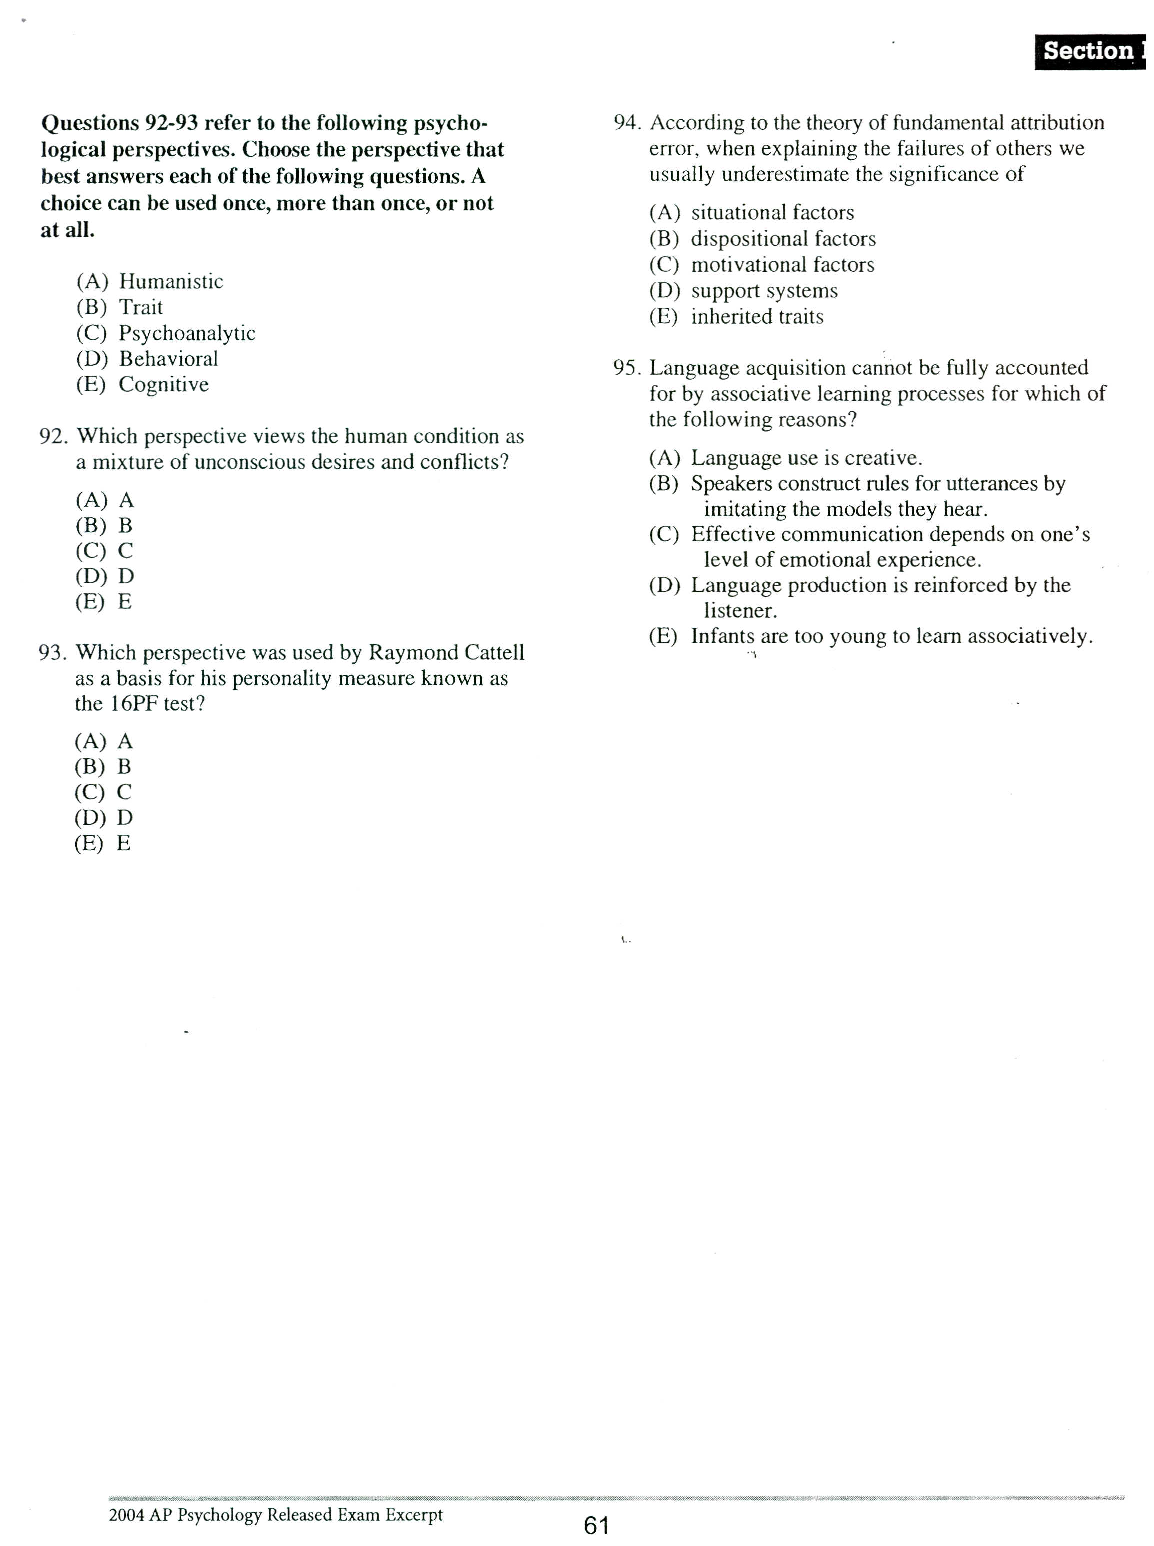 Section
Questions 92-93 refer to the following psycho-
logical perspectives. Choose the perspective that
best answers each of the following questions. A
choice can be used once, more than once, or not
at all.
(A) Humanistic
(B) Trait
(C) Psychoanalytic
(D) Behavioral
(E) Cognitive
92. Which perspective views the human condition as
a mixture of unconscious desires and conflicts?
(A) A
(B) B
(C) C
(D) D
(E) E
93. Which perspective was used by Raymond Cattell
as a basis for his personality measure known as
the 16PF test?
(A) A
(B) B
(C) C
(D) D
(E) E
94. According to the theory of fundamental attribution
error, when explaining the failures of others we
usually underestimate the significance of
(A) situational factors
(B) dispositional factors
(C) motivational factors
(D) support systems
(E) inherited traits
95. Language acquisition cannot be fully accounted
for by associative learning processes for which of
the following reasons?
(A) Language use is creative.
(B) Speakers construct rules for utterances by
imitating the models they hear.
(C) Effective communication depends on one's
level of emotional experience.
(D) Language production is reinforced by the
listener.
(E) Infants are too young to learn associatively.
2004 AP Psychology Released Exam Excerpt
61